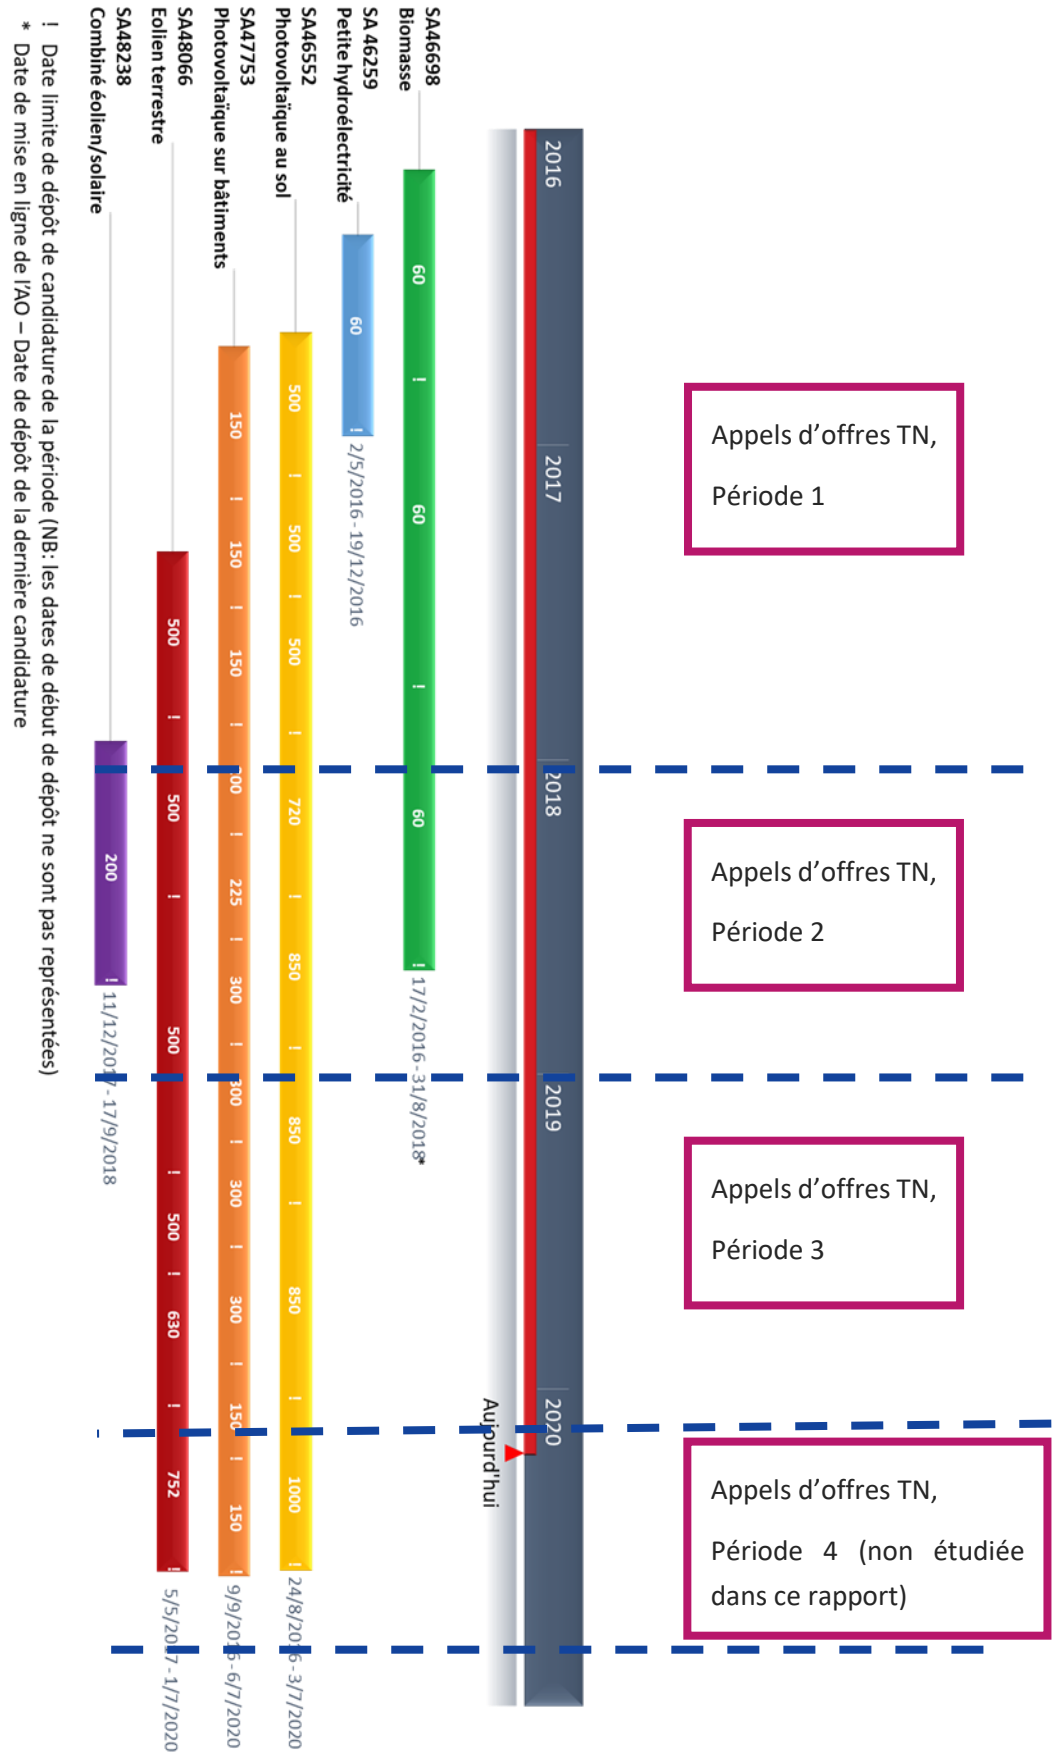 2016
2017
2018
2019
2020
Aujourd'hui
SA46698
Biomasse
60
!
60
!
60
!
17/2/2016 - 31/8/2018*
SA 46259
Petite hydroélectricité
60
!
2/5/2016 - 19/12/2016
SA46552
Photovoltaïque au sol
500
!
500
!
500
!
720
!
850
!
850
!
850
!
1000
!
24/8/2016 - 3/7/2020
SA47753
Photovoltaïque sur bâtiments
150
!
150
!
150
!
200
!
225
!
300
!
300
!
300
!
300
!
150
!
150
!
9/9/2016 - 6/7/2020
SA48066
Eolien terrestre
500
!
500
!
500
!
500
!
630
!
752
!
5/5/2017 - 1/7/2020
SA48238
Combiné éolien/solaire
200
!
11/12/2017 - 17/9/2018
! Date limite de dépôt de candidature de la période (NB: les dates de début de dépôt ne sont pas représentées)
* Date de mise en ligne de l'AO – Date de dépôt de la dernière candidature
Appels d'offres TN,
Période 1
Appels d'offres TN,
Période 2
Appels d'offres TN,
Période 3
Appels d'offres TN,
Période 4 (non étudiée
dans ce rapport)